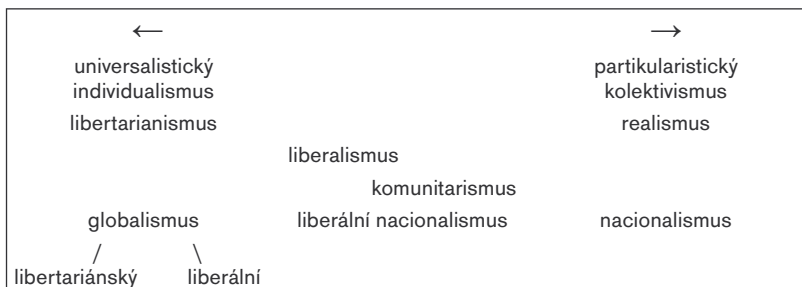 ← →
universalistický partikularistický
individualismus kolektivismus
libertarianismus realismus
liberalismus
komunitarismus
globalismus liberální nacionalismus nacionalismus
/ \
libertariánský liberální